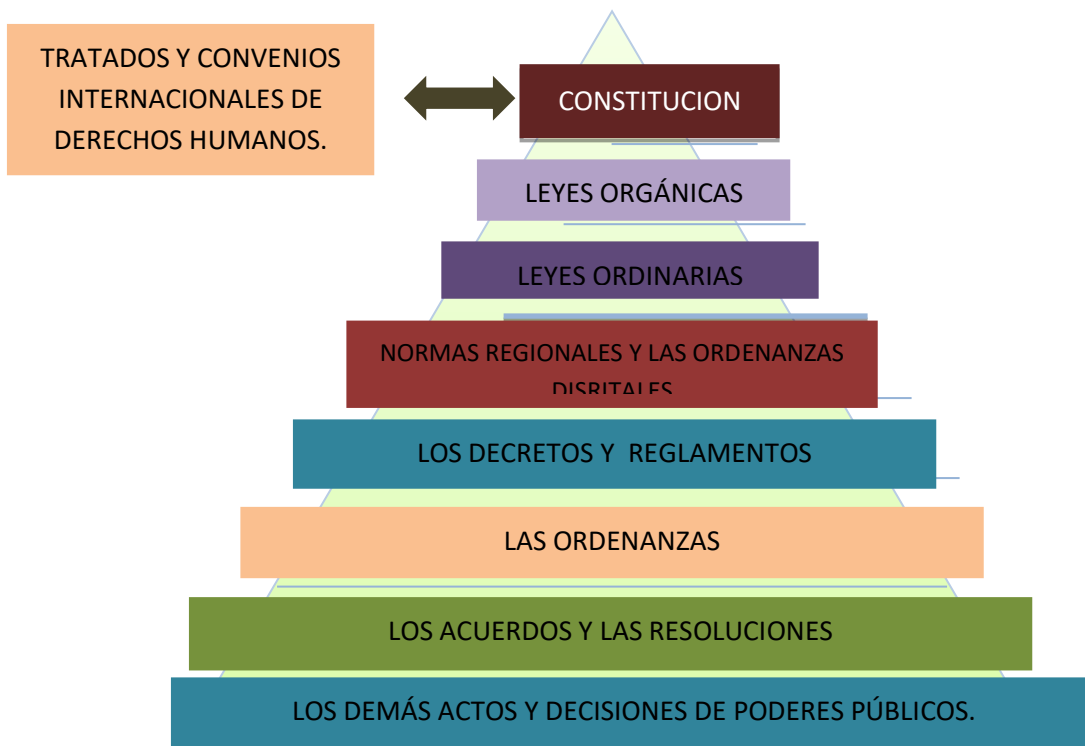 TRATADOS Y CONVENIOS
INTERNACIONALES DE
DERECHOS HUMANOS.
CONSTITUCION
LEYES ORGÁNICAS
LEYES ORDINARIAS
NORMAS REGIONALES Y LAS ORDENANZAS
DISRITALES
LOS DECRETOS Y REGLAMENTOS
LAS ORDENANZAS
LOS ACUERDOS Y LAS RESOLUCIONES
LOS DEMÁS ACTOS Y DECISIONES DE PODERES PÚBLICOS.